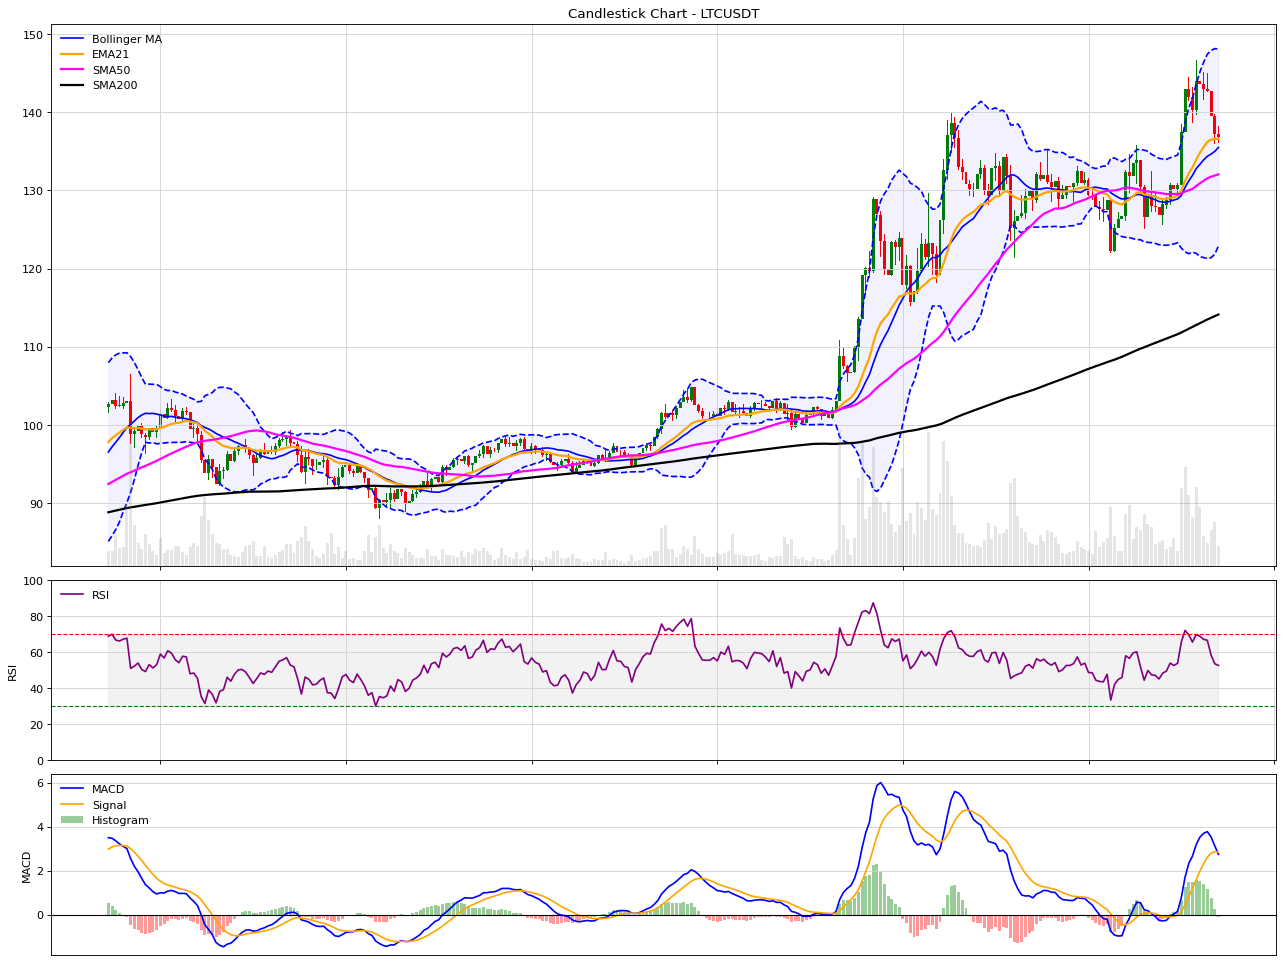 Candlestick Chart - LTCUSDT
150
140
130
120
110
100
90
Bollinger MA
EMA21
SMA50
SMA200
100
80
60
40
20
0
RSI
RSI
6
4
2
0
MACD
MACD
Signal
Histogram